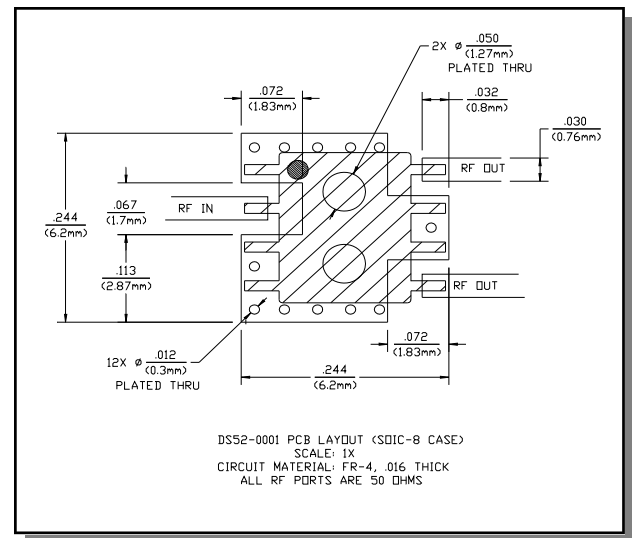 2X ø .050
(1.27mm)
PLATED THRU
.072
(1.83mm)
.032
(0.8mm)
.030
(0.76mm)
RF OUT
.067
(1.7mm)
RF IN
.244
(6.2mm)
.113
(2.87mm)
RF OUT
.072
(1.83mm)
12X ø .012
(0.3mm)
PLATED THRU
.244
(6.2mm)
DS52-0001 PCB LAYOUT (SOIC-8 CASE)
SCALE: 1X
CIRCUIT MATERIAL: FR-4, .016 THICK
ALL RF PORTS ARE 50 OHMS